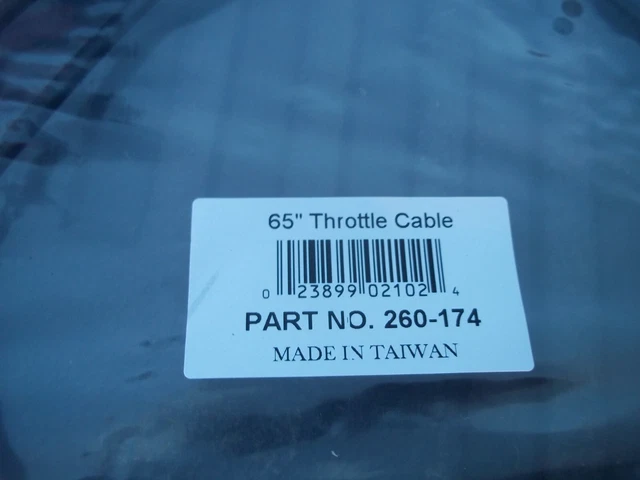 65" Throttle Cable
0 23899 02102 4
PART NO. 260-174
MADE IN TAIWAN